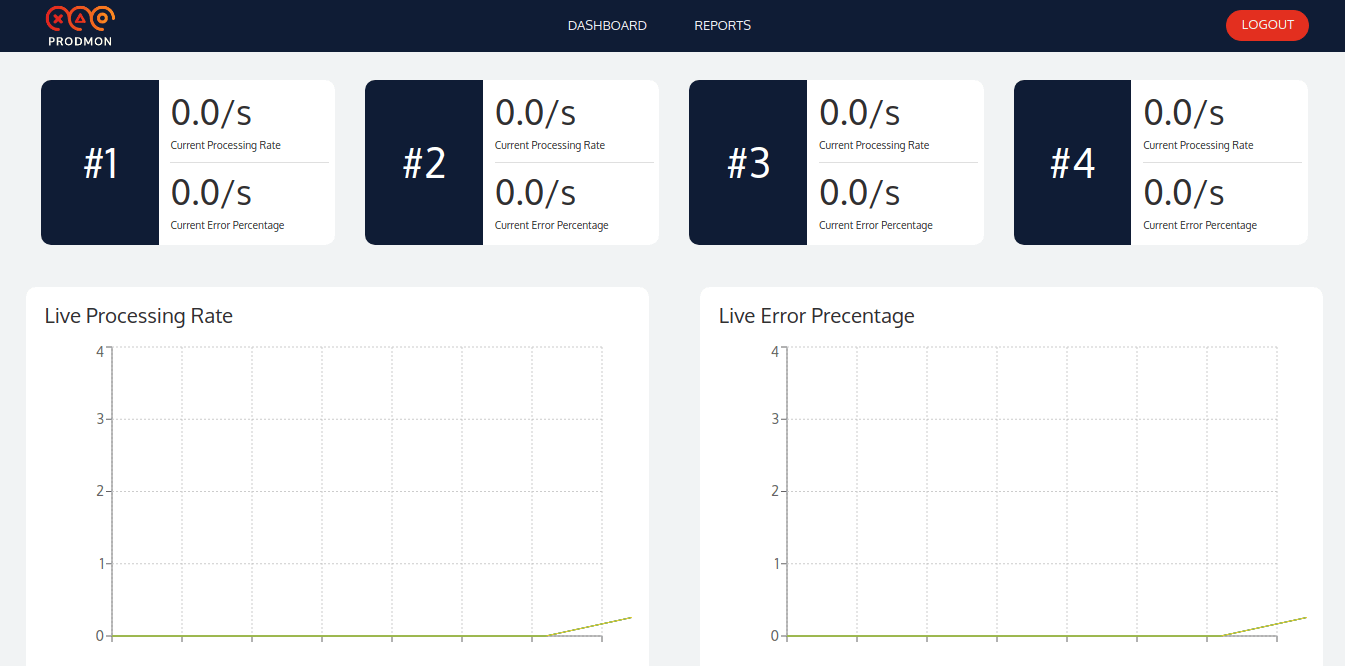 PRODMON
DASHBOARD REPORTS LOGOUT
#1
0.0/s
Current Processing Rate
0.0/s
Current Error Percentage
#2
0.0/s
Current Processing Rate
0.0/s
Current Error Percentage
#3
0.0/s
Current Processing Rate
0.0/s
Current Error Percentage
#4
0.0/s
Current Processing Rate
0.0/s
Current Error Percentage
Live Processing Rate
4
3
2
1
0
Live Error Precentage
4
3
2
1
0